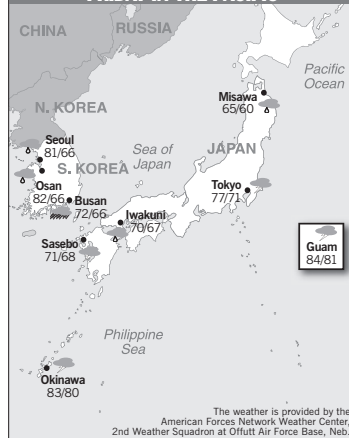 CHINA
RUSSIA
Pacific
Ocean
N. KOREA
Misawa
65/60
Seoul
81/66
Sea of
Japan
JAPAN
S. KOREA
Osan
82/66
Tokyo
77/71
Busan
72/66
Iwakuni
70/67
Sasebo
71/68
Guam
84/81
Philippine
Sea
Okinawa
83/80
The weather is provided by the
American Forces Network Weather Center,
2nd Weather Squadron at Offutt Air Force Base, Neb.